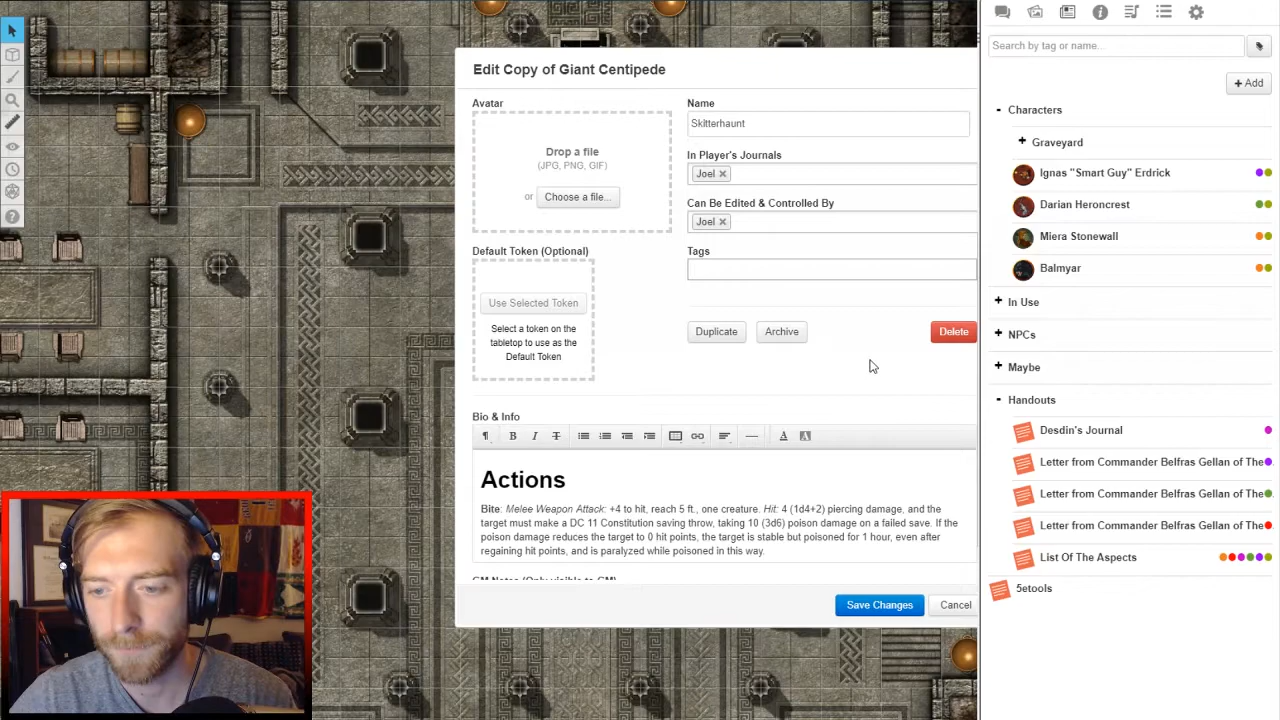 Edit Copy of Giant Centipede
Avatar
Drop a file
(JPG, PNG, GIF)
or Choose a file...
Name
Skitterhaunt
In Player's Journals
Joel ✕
Can Be Edited & Controlled By
Joel ✕
Default Token (Optional)
Use Selected Token
Select a token on the
tabletop to use as the
Default Token
Tags
Duplicate
Archive
Delete
Bio & Info
Actions
Bite: Melee Weapon Attack: +4 to hit, reach 5 ft., one creature. Hit: 4 (1d4+2) piercing damage, and the
target must make a DC 11 Constitution saving throw, taking 10 (3d6) poison damage on a failed save. If the
poison damage reduces the target to 0 hit points, the target is stable but poisoned for 1 hour, even after
regaining hit points, and is paralyzed while poisoned in this way.
GM Notes (Only visible to GM)
Save Changes
Cancel
Search by tag or name...
+ Add
- Characters
+ Graveyard
Ignas "Smart Guy" Erdrick
Darian Heroncrest
Miera Stonewall
Balmyar
+ In Use
+ NPCs
+ Maybe
- Handouts
Desdin's Journal
Letter from Commander Belfras Gellan of The
Letter from Commander Belfras Gellan of The
Letter from Commander Belfras Gellan of The
List Of The Aspects
5etools